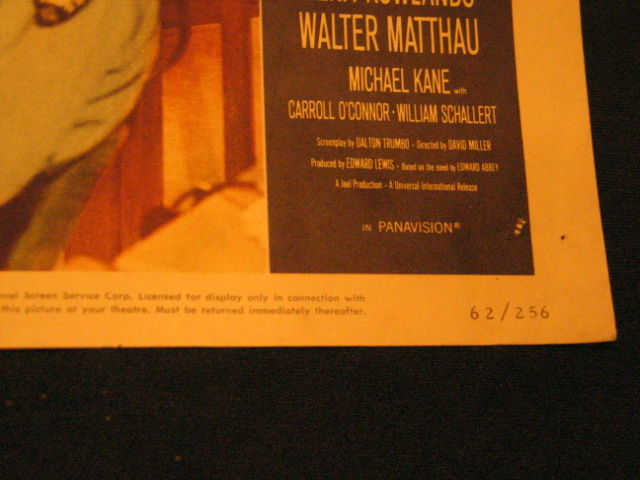 ROWLANDS
WALTER MATTHAU
MICHAEL KANE with
CARROLL O'CONNOR · WILLIAM SCHALLERT
Screenplay by DALTON TRUMBO - Directed by DAVID MILLER
Produced by EDWARD LEWIS - Based on the novel by EDWARD ABBEY
A Joel Production - A Universal-International Release
IN PANAVISION®
Screen Service Corp. Licensed for display only in connection with
this picture at your theatre. Must be returned immediately thereafter.
62/256